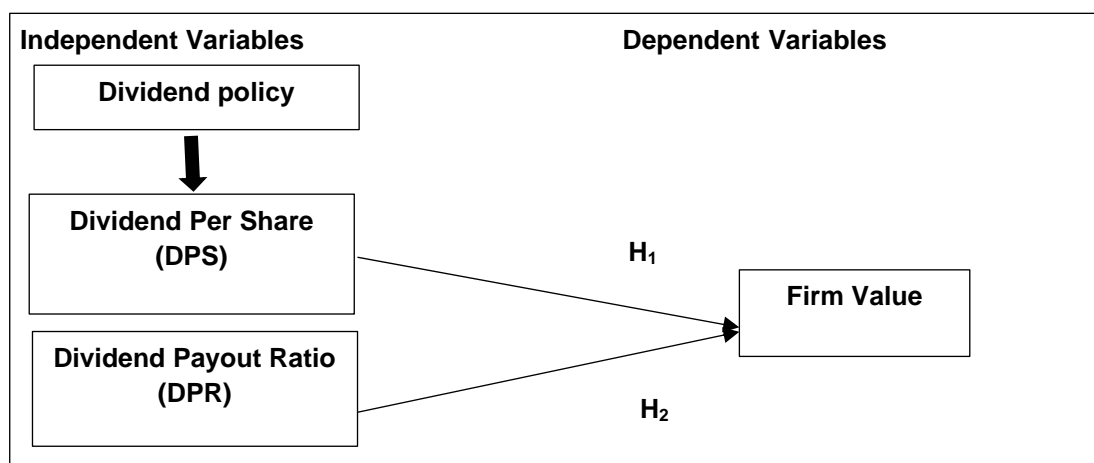 Independent Variables
Dependent Variables
Dividend policy
Dividend Per Share
(DPS)
H₁
Firm Value
Dividend Payout Ratio
(DPR)
H₂